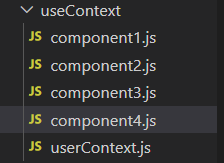 useContext
JS component1.js
JS component2.js
JS component3.js
JS component4.js
JS userContext.js